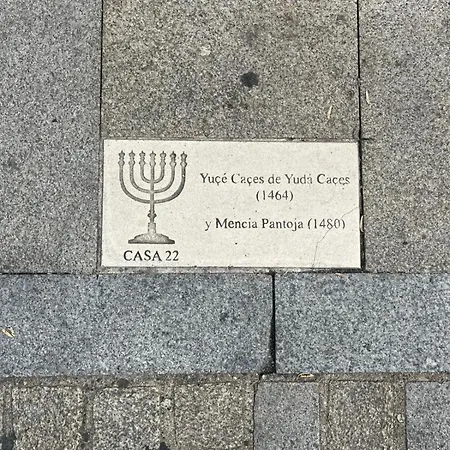 Yuçé Caçes de Yudá Caçes
(1464)
y Mencia Pantoja (1480)
CASA 22